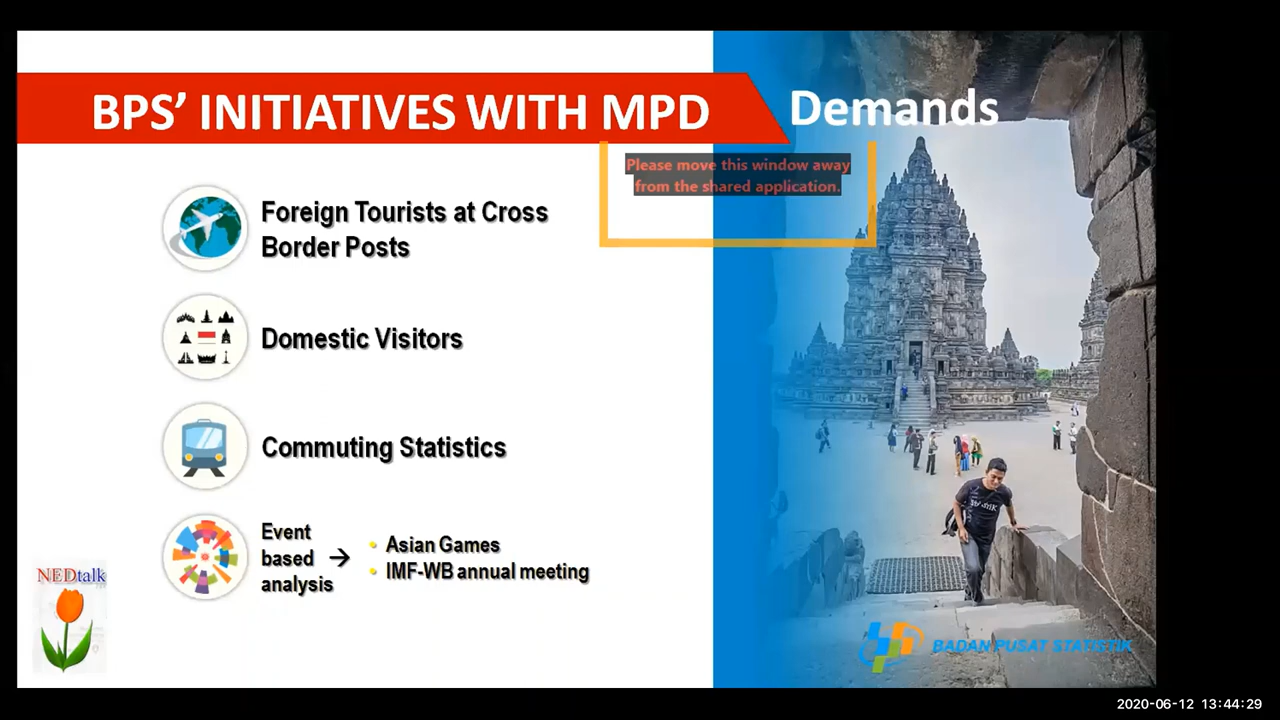 BPS' INITIATIVES WITH MPD
Demands
Please move this window away
from the shared application.
Foreign Tourists at Cross
Border Posts
Domestic Visitors
Commuting Statistics
Event
based
analysis
→
• Asian Games
• IMF-WB annual meeting
NEDtalk
BADAN PUSAT STATISTIK
2020-06-12 13:44:29